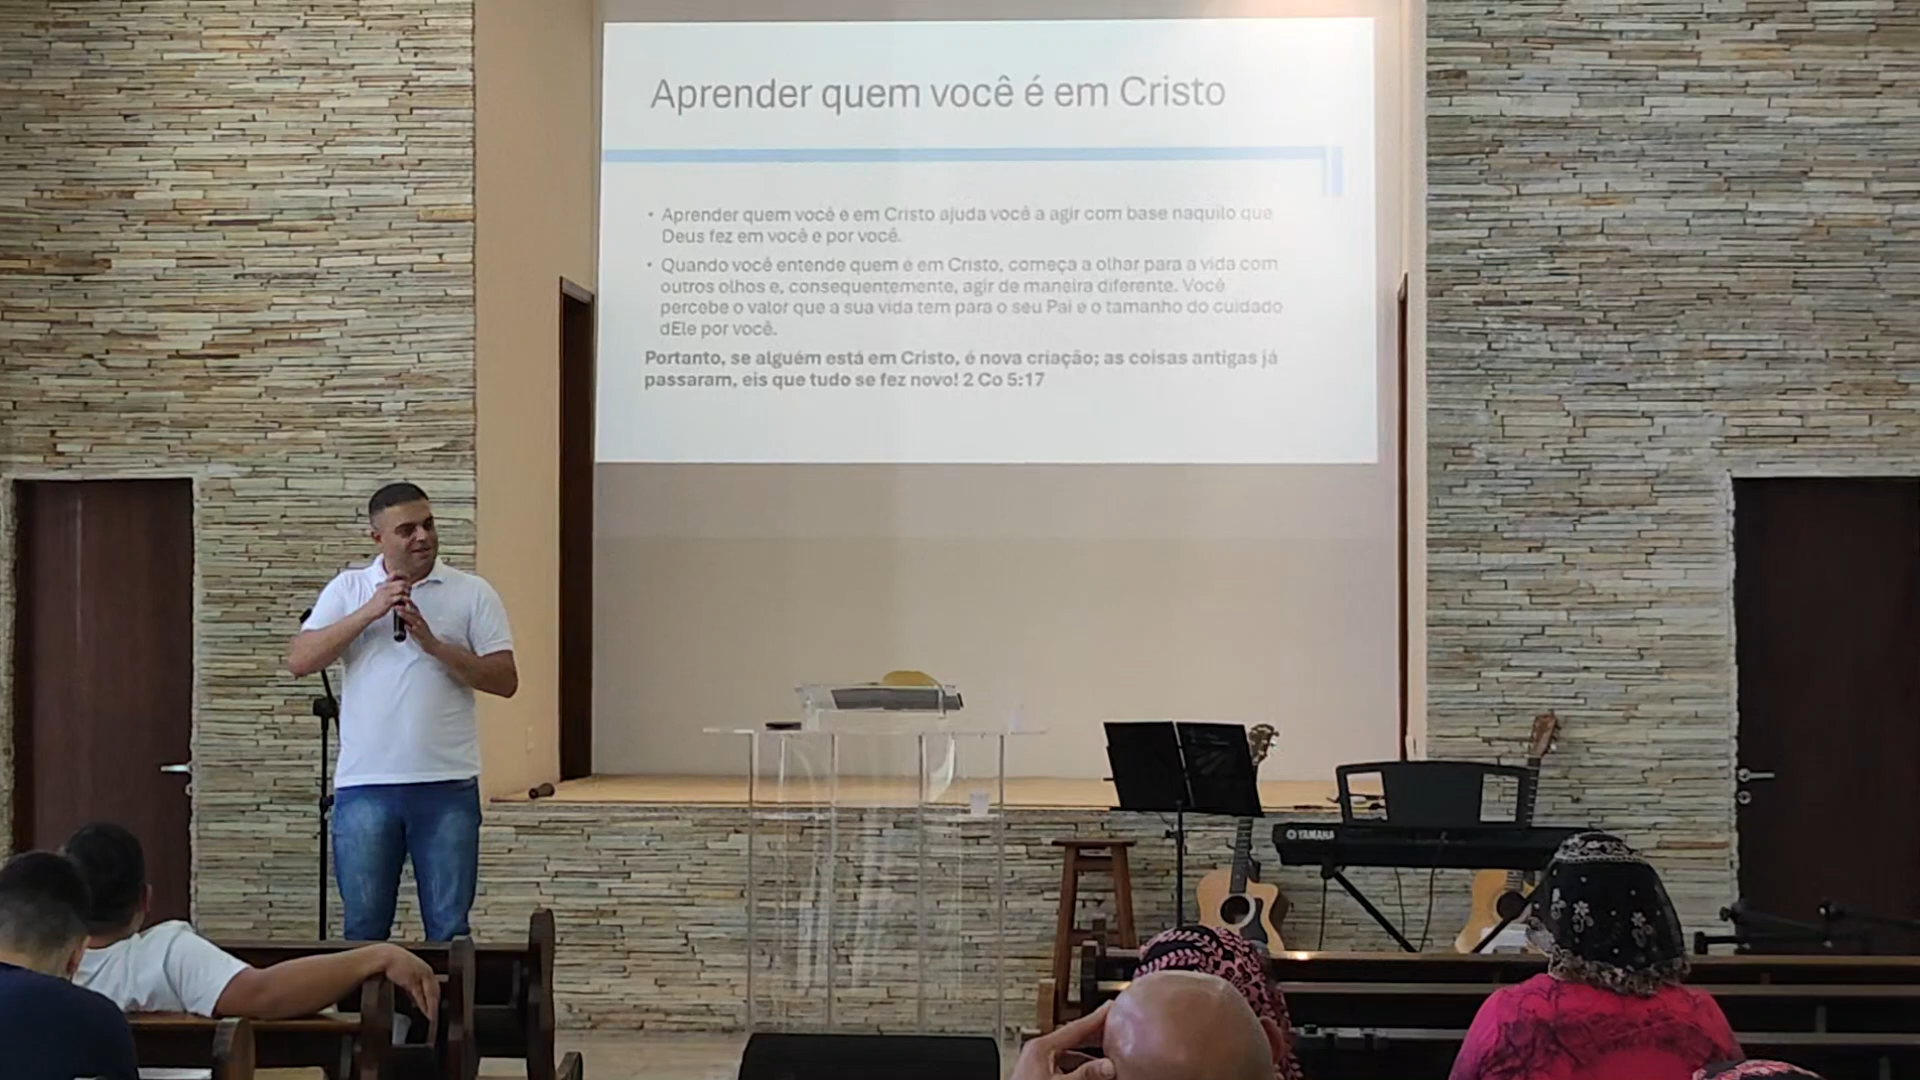 Aprender quem você é em Cristo
• Aprender quem você é em Cristo ajuda você a agir com base naquilo que
Deus fez em você e por você.
• Quando você entende quem é em Cristo, começa a olhar para a vida com
outros olhos e, consequentemente, agir de maneira diferente. Você
percebe o valor que a sua vida tem para o seu Pai e o tamanho do cuidado
dEle por você.
Portanto, se alguém está em Cristo, é nova criação; as coisas antigas já
passaram, eis que tudo se fez novo! 2 Co 5:17
YAMAHA